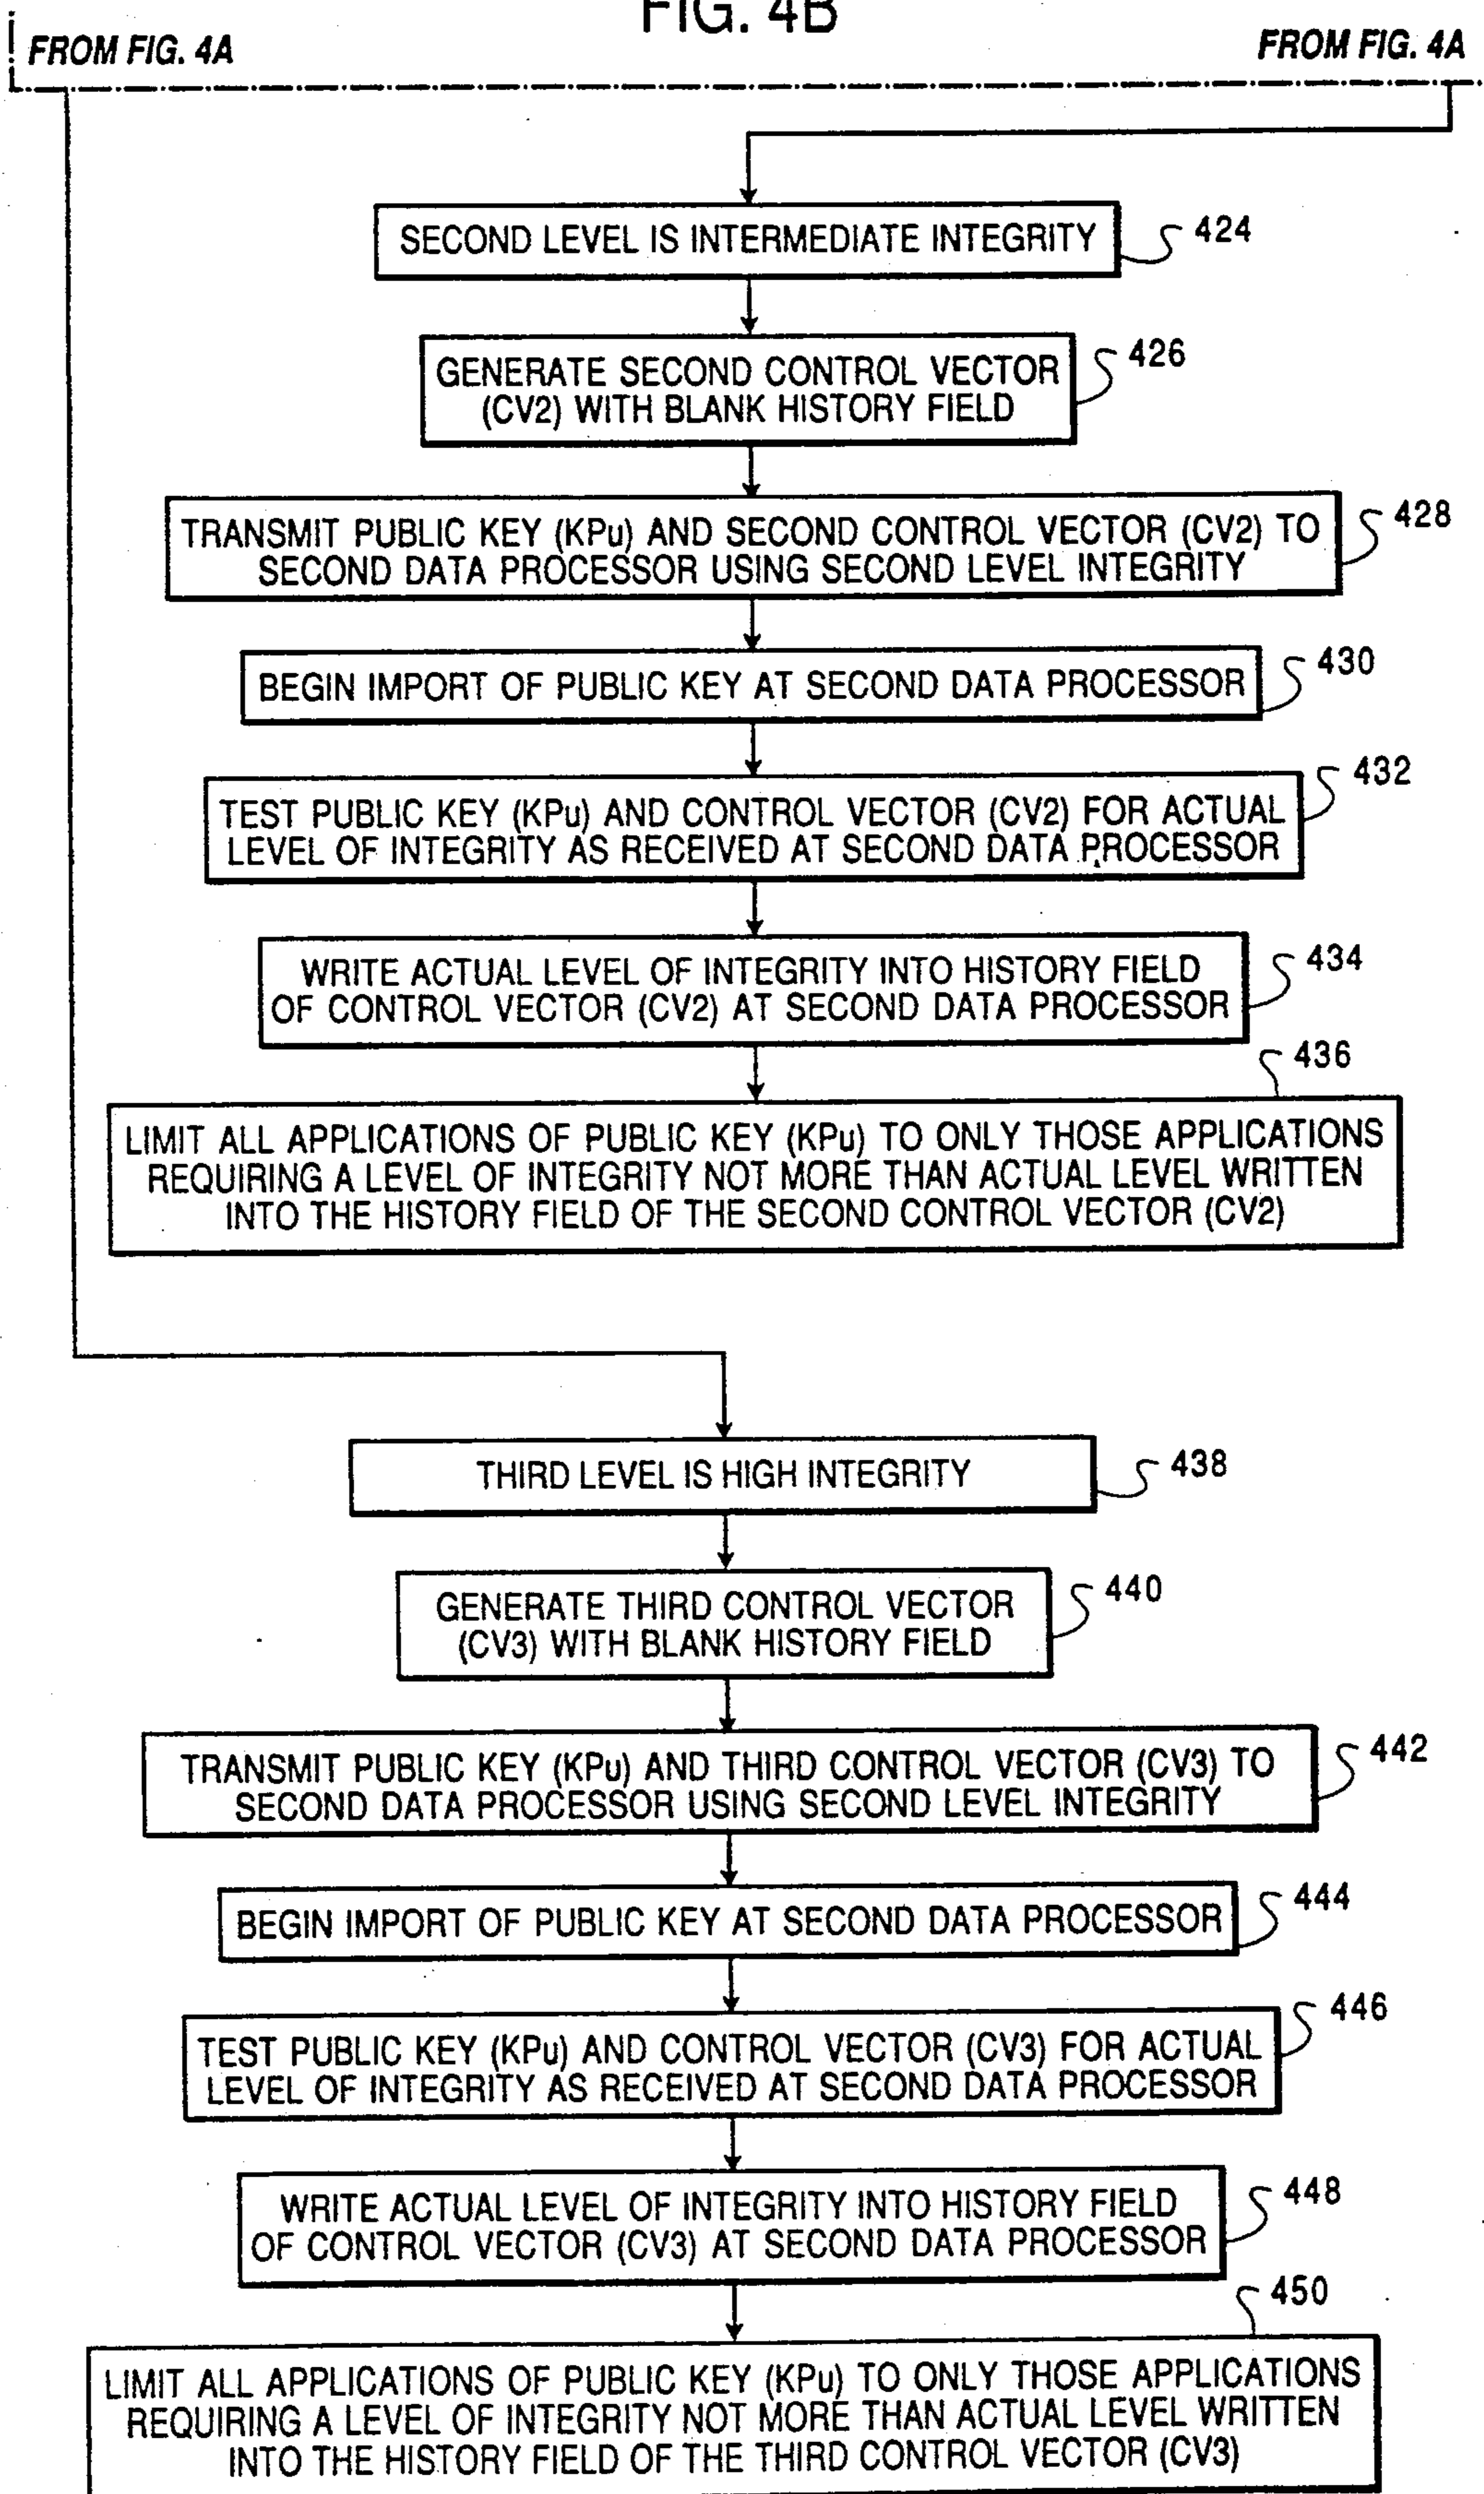 FIG. 4B
FROM FIG. 4A
FROM FIG. 4A
SECOND LEVEL IS INTERMEDIATE INTEGRITY
424
GENERATE SECOND CONTROL VECTOR
(CV2) WITH BLANK HISTORY FIELD
426
TRANSMIT PUBLIC KEY (KPu) AND SECOND CONTROL VECTOR (CV2) TO
SECOND DATA PROCESSOR USING SECOND LEVEL INTEGRITY
428
BEGIN IMPORT OF PUBLIC KEY AT SECOND DATA PROCESSOR
430
TEST PUBLIC KEY (KPu) AND CONTROL VECTOR (CV2) FOR ACTUAL
LEVEL OF INTEGRITY AS RECEIVED AT SECOND DATA PROCESSOR
432
WRITE ACTUAL LEVEL OF INTEGRITY INTO HISTORY FIELD
OF CONTROL VECTOR (CV2) AT SECOND DATA PROCESSOR
434
436
LIMIT ALL APPLICATIONS OF PUBLIC KEY (KPu) TO ONLY THOSE APPLICATIONS
REQUIRING A LEVEL OF INTEGRITY NOT MORE THAN ACTUAL LEVEL WRITTEN
INTO THE HISTORY FIELD OF THE SECOND CONTROL VECTOR (CV2)
THIRD LEVEL IS HIGH INTEGRITY
438
GENERATE THIRD CONTROL VECTOR
(CV3) WITH BLANK HISTORY FIELD
440
TRANSMIT PUBLIC KEY (KPu) AND THIRD CONTROL VECTOR (CV3) TO
SECOND DATA PROCESSOR USING SECOND LEVEL INTEGRITY
442
BEGIN IMPORT OF PUBLIC KEY AT SECOND DATA PROCESSOR
444
TEST PUBLIC KEY (KPu) AND CONTROL VECTOR (CV3) FOR ACTUAL
LEVEL OF INTEGRITY AS RECEIVED AT SECOND DATA PROCESSOR
446
WRITE ACTUAL LEVEL OF INTEGRITY INTO HISTORY FIELD
OF CONTROL VECTOR (CV3) AT SECOND DATA PROCESSOR
448
450
LIMIT ALL APPLICATIONS OF PUBLIC KEY (KPu) TO ONLY THOSE APPLICATIONS
REQUIRING A LEVEL OF INTEGRITY NOT MORE THAN ACTUAL LEVEL WRITTEN
INTO THE HISTORY FIELD OF THE THIRD CONTROL VECTOR (CV3)